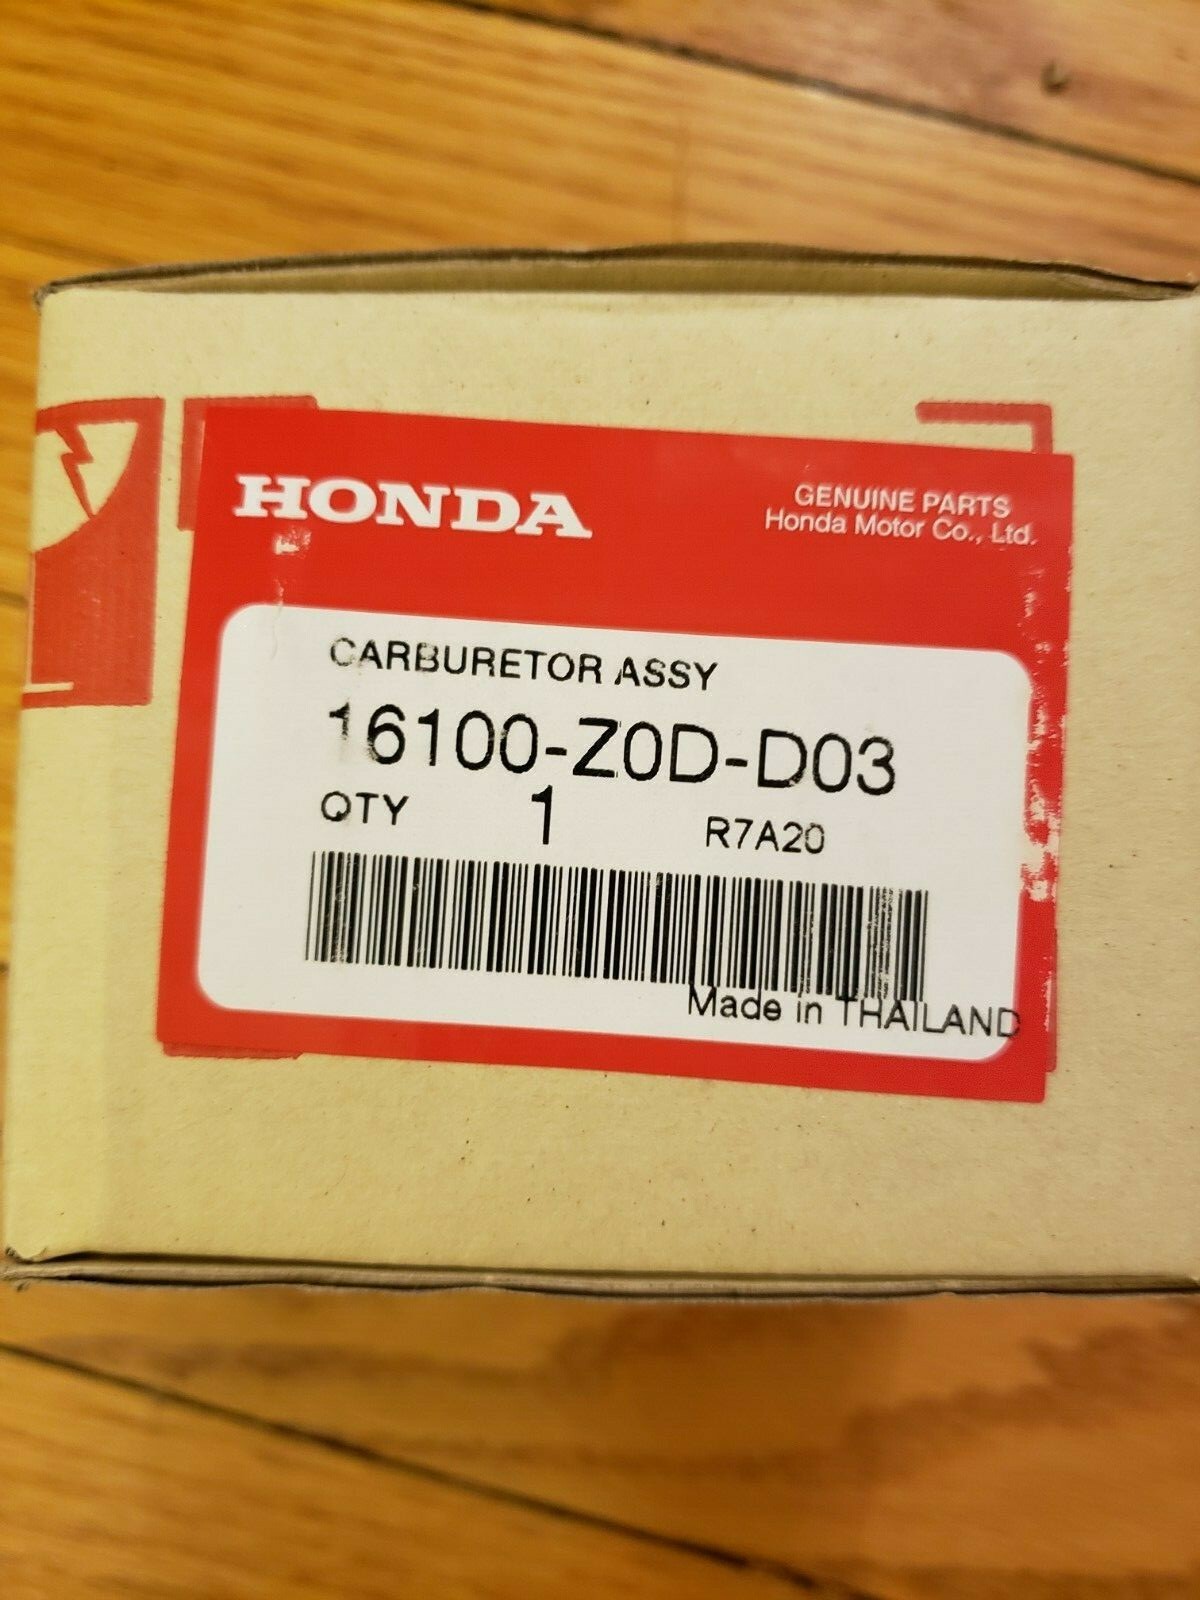 HONDA
GENUINE PARTS
Honda Motor Co., Ltd.
CARBURETOR ASSY
16100-Z0D-D03
QTY 1 R7A20
Made in THAILAND